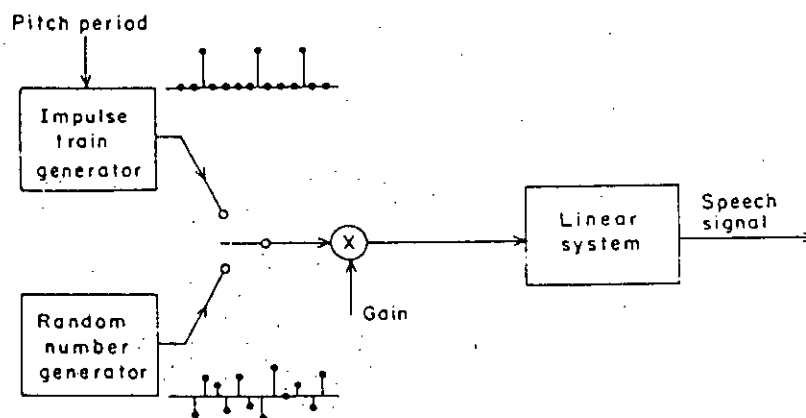 Pitch period
Impulse
train
generator
Random
number
generator
X
Gain
Linear
system
Speech
signal